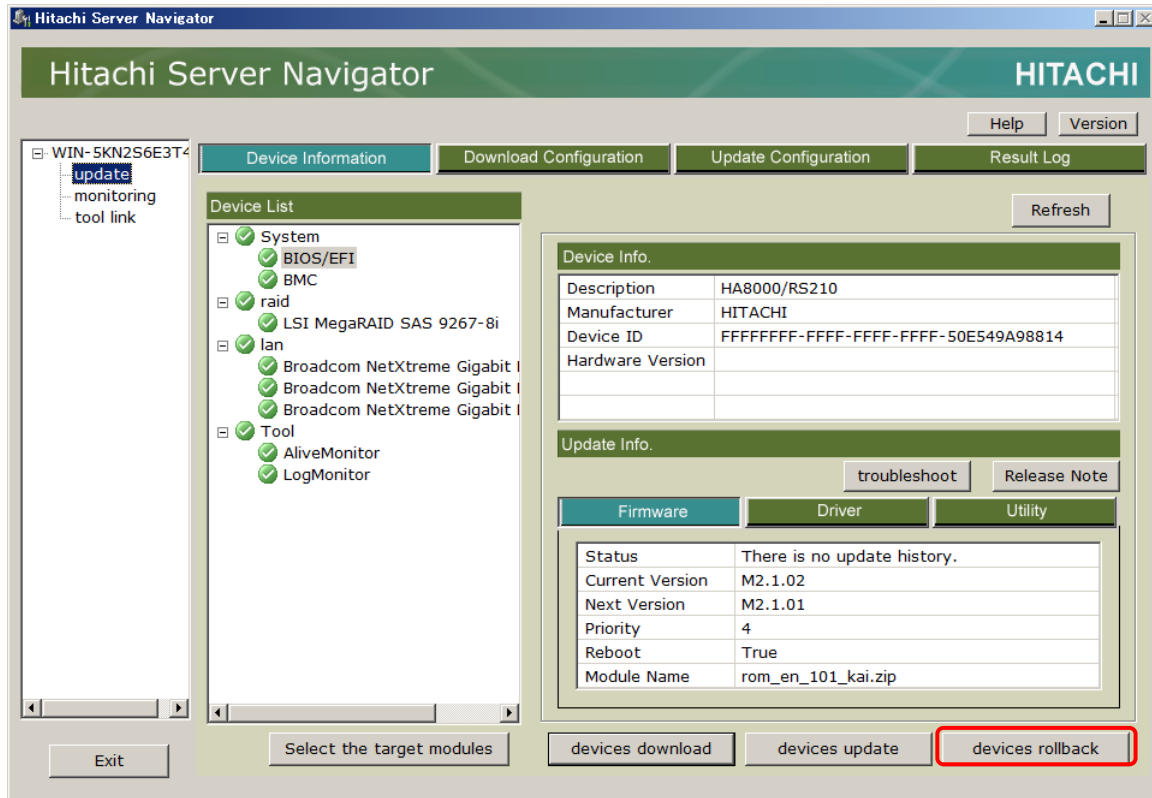 Hitachi Server Navigator
Hitachi Server Navigator
HITACHI
Help
Version
WIN-5KN2S6E3T4
update
monitoring
tool link
Device Information
Download Configuration
Update Configuration
Result Log
Device List
Refresh
System
BIOS/EFI
BMC
raid
LSI MegaRAID SAS 9267-8i
lan
Broadcom NetXtreme Gigabit
Broadcom NetXtreme Gigabit
Broadcom NetXtreme Gigabit
Tool
AliveMonitor
LogMonitor
Device Info.
Description HA8000/RS210
Manufacturer HITACHI
Device ID FFFFFFFF-FFFF-FFFF-FFFF-50E549A98814
Hardware Version
Update Info.
troubleshoot
Release Note
Firmware
Driver
Utility
Status There is no update history.
Current Version M2.1.02
Next Version M2.1.01
Priority 4
Reboot True
Module Name rom_en_101_kai.zip
Exit
Select the target modules
devices download
devices update
devices rollback